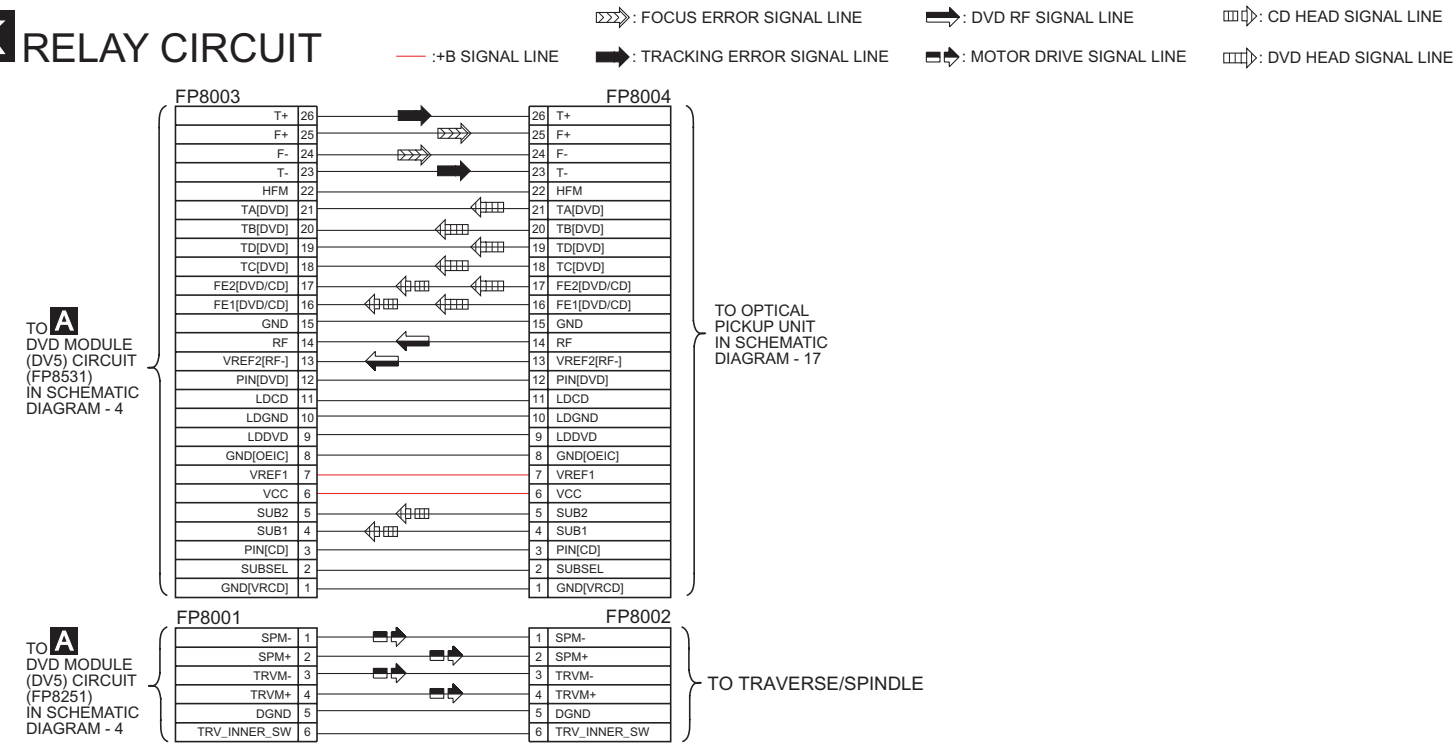 K RELAY CIRCUIT
: FOCUS ERROR SIGNAL LINE
: DVD RF SIGNAL LINE
: CD HEAD SIGNAL LINE
:+B SIGNAL LINE
: TRACKING ERROR SIGNAL LINE
: MOTOR DRIVE SIGNAL LINE
: DVD HEAD SIGNAL LINE
FP8003 FP8004
T+ 26 26 T+
F+ 25 25 F+
F- 24 24 F-
T- 23 23 T-
HFM 22 22 HFM
TA[DVD] 21 21 TA[DVD]
TB[DVD] 20 20 TB[DVD]
TD[DVD] 19 19 TD[DVD]
TC[DVD] 18 18 TC[DVD]
FE2[DVD/CD] 17 17 FE2[DVD/CD]
FE1[DVD/CD] 16 16 FE1[DVD/CD]
GND 15 15 GND
RF 14 14 RF
VREF2[RF-] 13 13 VREF2[RF-]
PIN[DVD] 12 12 PIN[DVD]
LDCD 11 11 LDCD
LDGND 10 10 LDGND
LDDVD 9 9 LDDVD
GND[OEIC] 8 8 GND[OEIC]
VREF1 7 7 VREF1
VCC 6 6 VCC
SUB2 5 5 SUB2
SUB1 4 4 SUB1
PIN[CD] 3 3 PIN[CD]
SUBSEL 2 2 SUBSEL
GND[VRCD] 1 1 GND[VRCD]
TO A
DVD MODULE
(DV5) CIRCUIT
(FP8531)
IN SCHEMATIC
DIAGRAM - 4
TO OPTICAL
PICKUP UNIT
IN SCHEMATIC
DIAGRAM - 17
FP8001 FP8002
SPM- 1 1 SPM-
SPM+ 2 2 SPM+
TRVM- 3 3 TRVM-
TRVM+ 4 4 TRVM+
DGND 5 5 DGND
TRV_INNER_SW 6 6 TRV_INNER_SW
TO A
DVD MODULE
(DV5) CIRCUIT
(FP8251)
IN SCHEMATIC
DIAGRAM - 4
TO TRAVERSE/SPINDLE